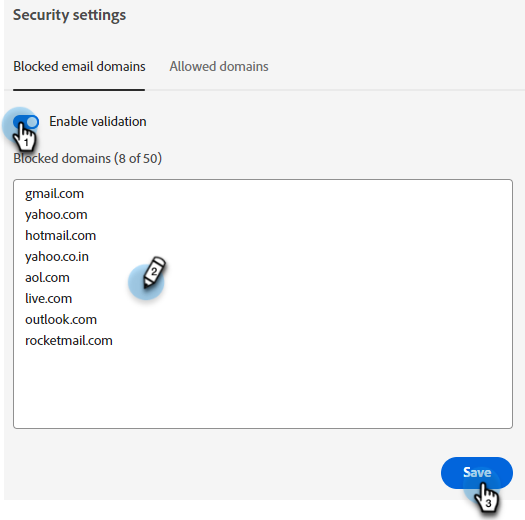 Security settings
Blocked email domains Allowed domains
Enable validation
1
Blocked domains (8 of 50)
gmail.com
yahoo.com
hotmail.com
yahoo.co.in
aol.com
2
live.com
outlook.com
rocketmail.com
Save
3